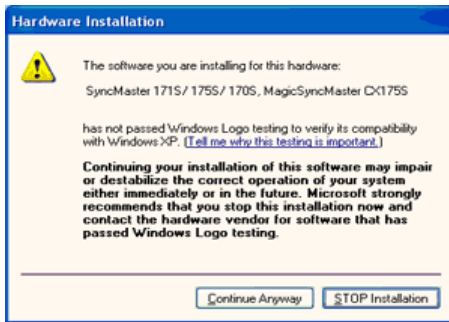 Hardware Installation
The software you are installing for this hardware:
SyncMaster 171S/ 175S/ 170S, MagicSyncMaster CX175S
has not passed Windows Logo testing to verify its compatibility
with Windows XP. (Tell me why this testing is important.)
Continuing your installation of this software may impair
or destabilize the correct operation of your system
either immediately or in the future. Microsoft strongly
recommends that you stop this installation now and
contact the hardware vendor for software that has
passed Windows Logo testing.
Continue Anyway STOP Installation